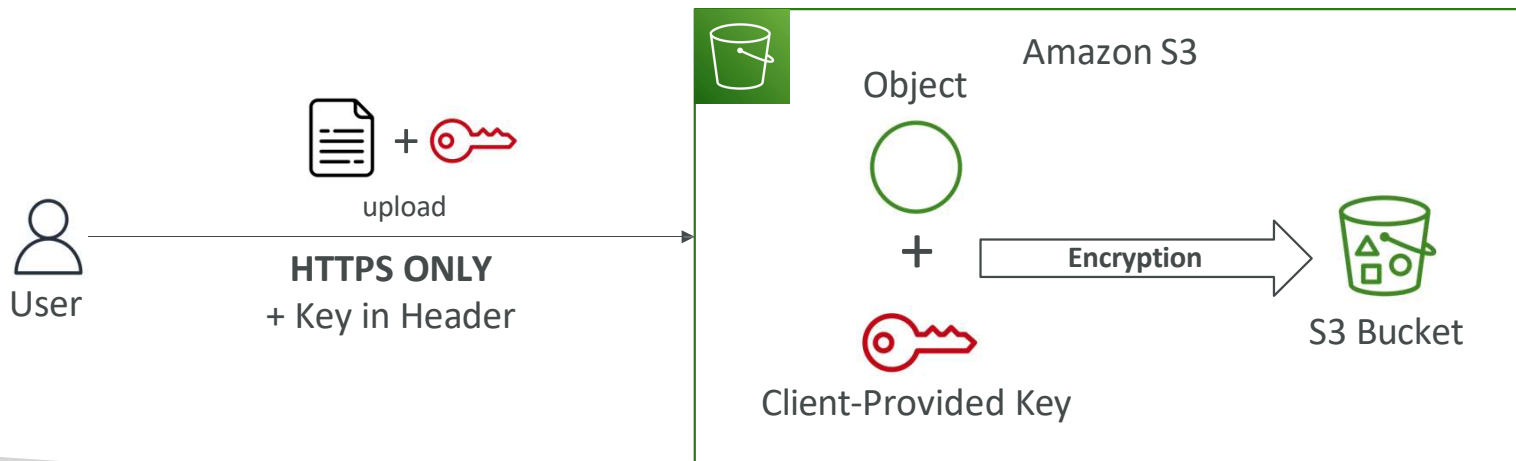 Amazon S3
Object
+
upload
HTTPS ONLY
+ Key in Header
User
+
Encryption
S3 Bucket
Client-Provided Key